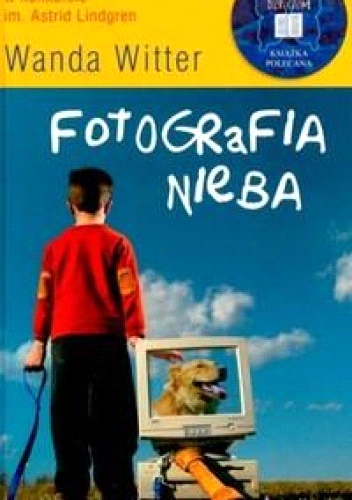 w konkursie
im. Astrid Lindgren
KSIĄŻKA
POLECANA
Wanda Witter
FOTOGRaFIA
NIEBA